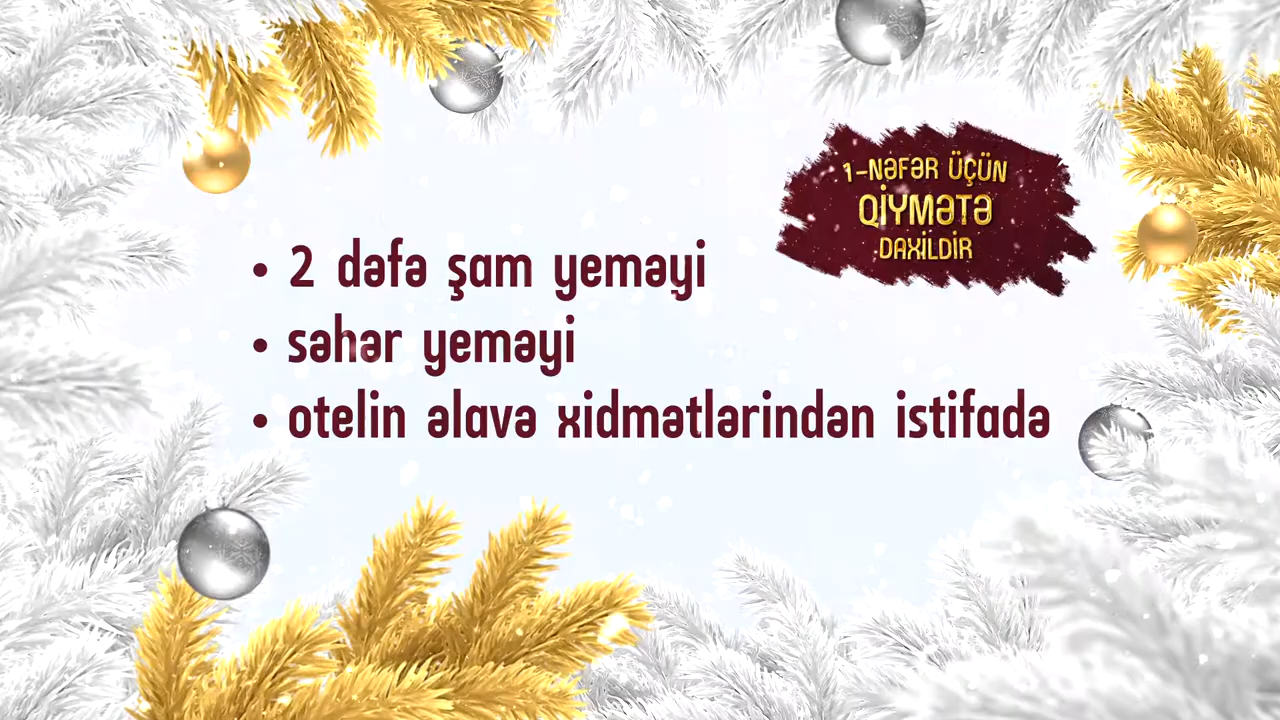 1-NƏFƏR ÜÇÜN
QİYMƏTƏ
DAXİLDİR
• 2 dəfə şam yeməyi
• səhər yeməyi
• otelin əlavə xidmətlərindən istifadə